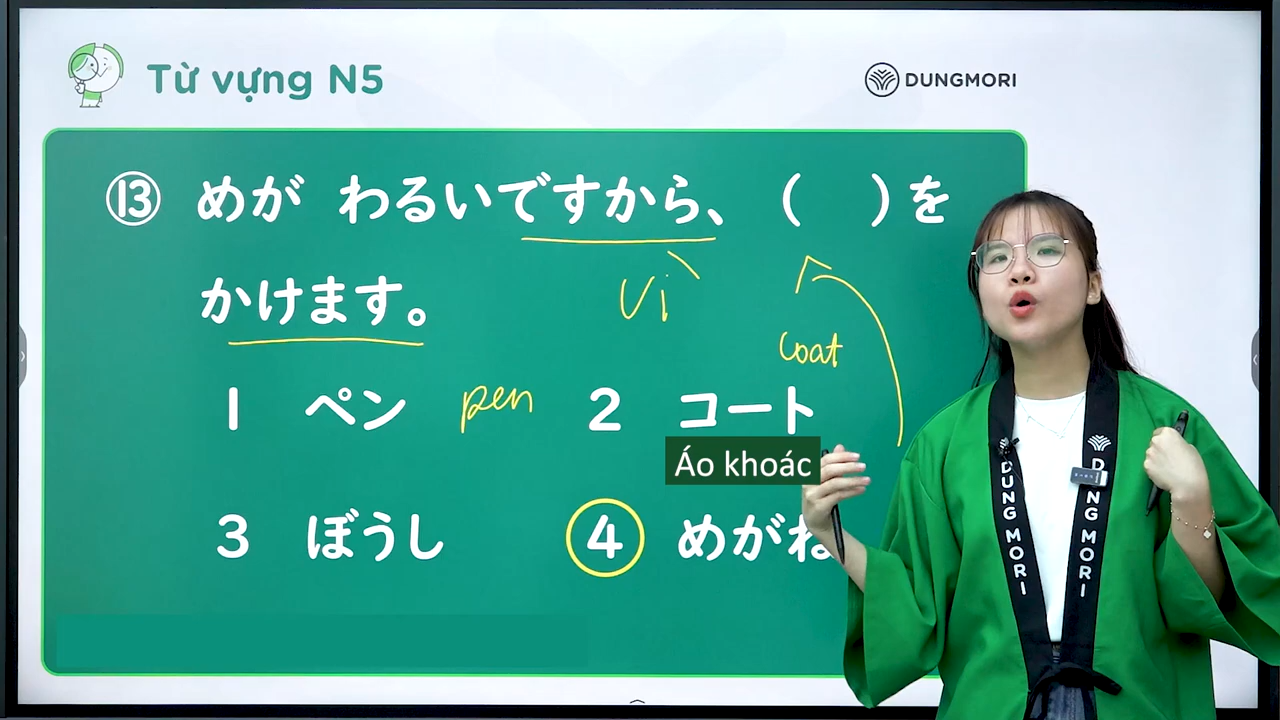 Từ vựng N5
DUNGMORI
⑬ めが わるいですから、( )を
かけます。
Vì
coat
1 ペン pen 2 コート
Áo khoác
3 ぼうし 4 めがね
DUNG MORI
DUNG MORI